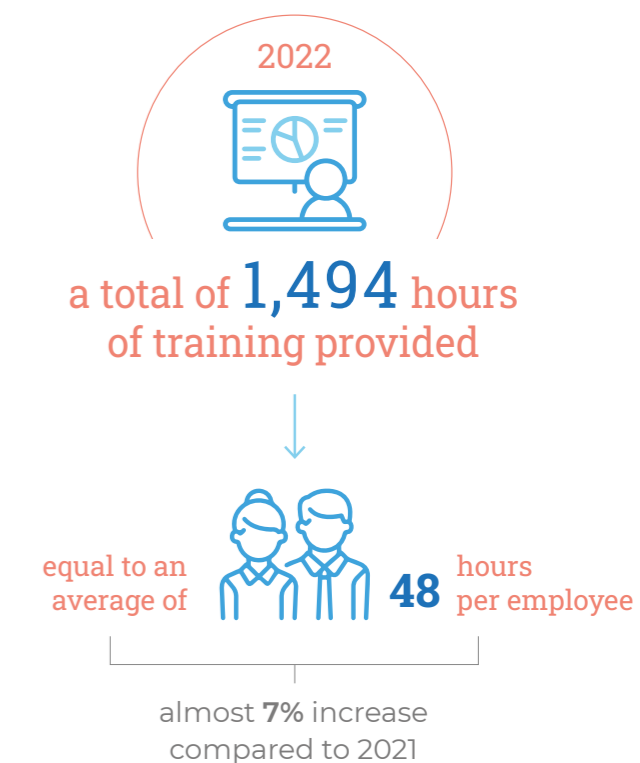 2022
a total of 1,494 hours
of training provided
equal to an
average of
48
hours
per employee
almost 7% increase
compared to 2021